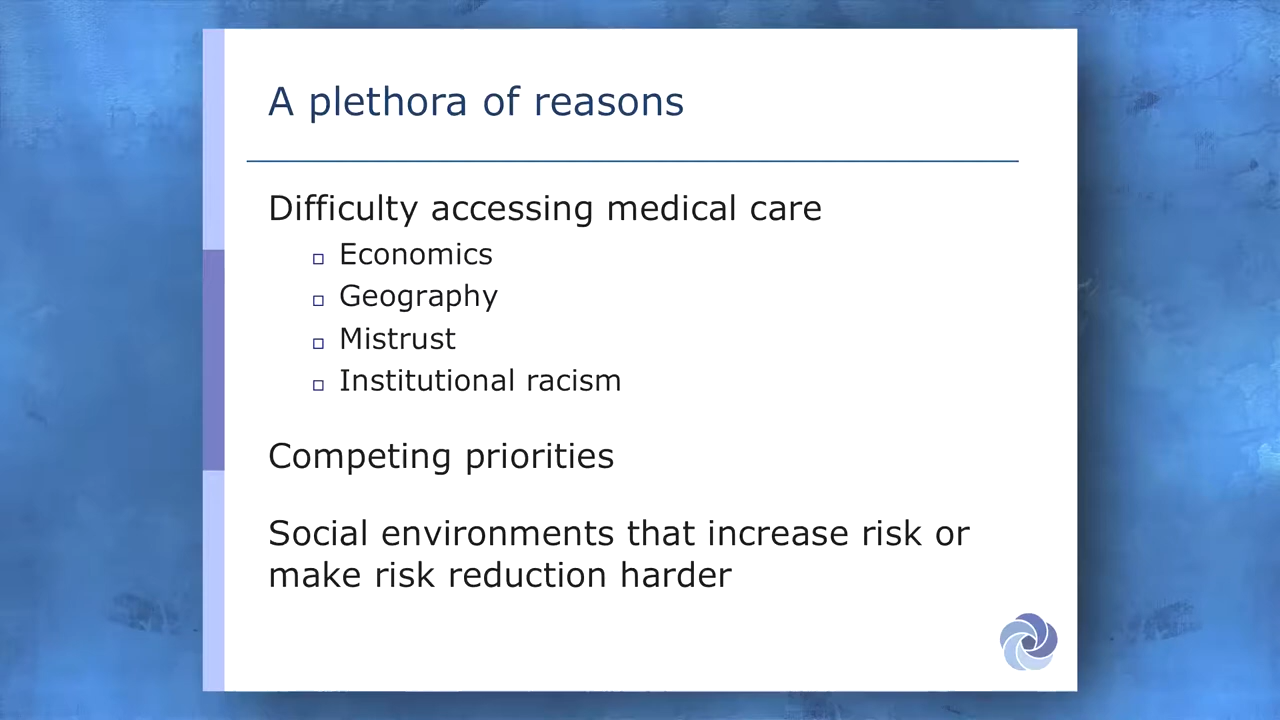 A plethora of reasons
Difficulty accessing medical care
Economics
Geography
Mistrust
Institutional racism
Competing priorities
Social environments that increase risk or
make risk reduction harder